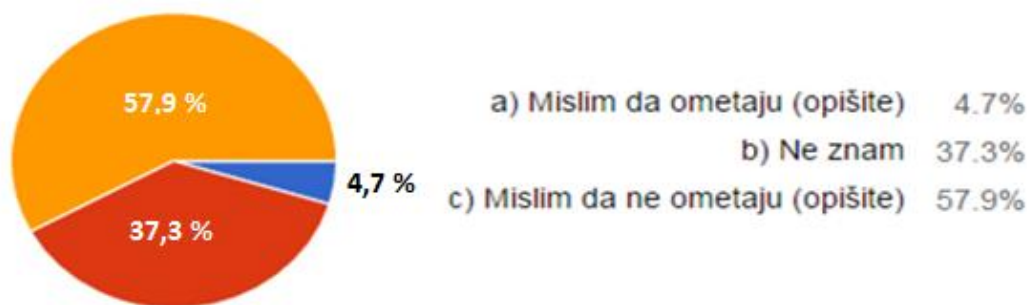 57,9 %
4,7 %
37,3 %
a) Mislim da ometaju (opišite) 4.7%
b) Ne znam 37.3%
c) Mislim da ne ometaju (opišite) 57.9%